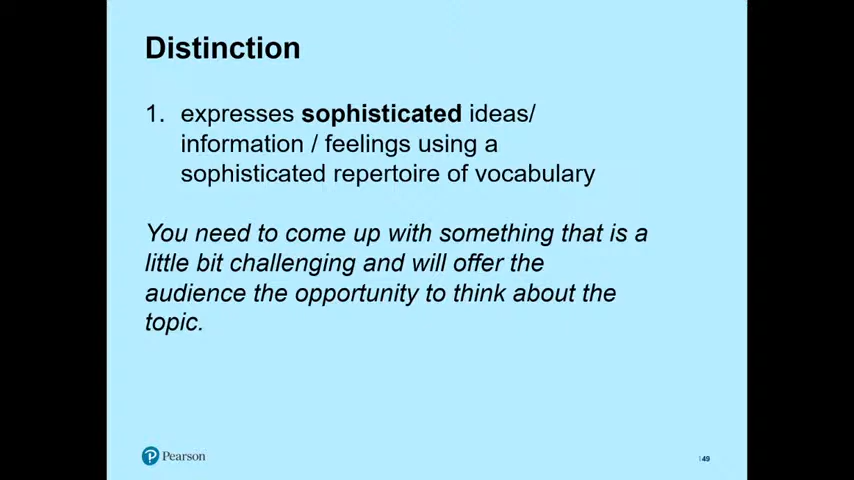 Distinction
1. expresses sophisticated ideas/
information / feelings using a
sophisticated repertoire of vocabulary
You need to come up with something that is a
little bit challenging and will offer the
audience the opportunity to think about the
topic.
Pearson
49